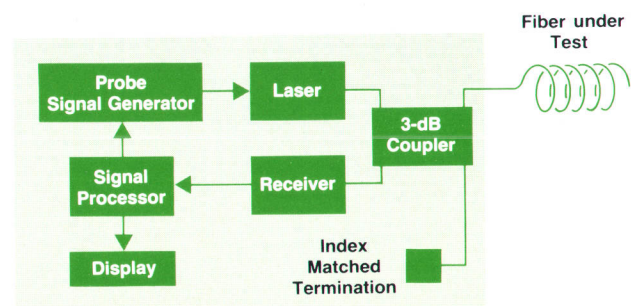 Fiber under
Test
Probe
Signal Generator
Laser
3-dB
Coupler
Signal
Processor
Receiver
Display
Index
Matched
Termination